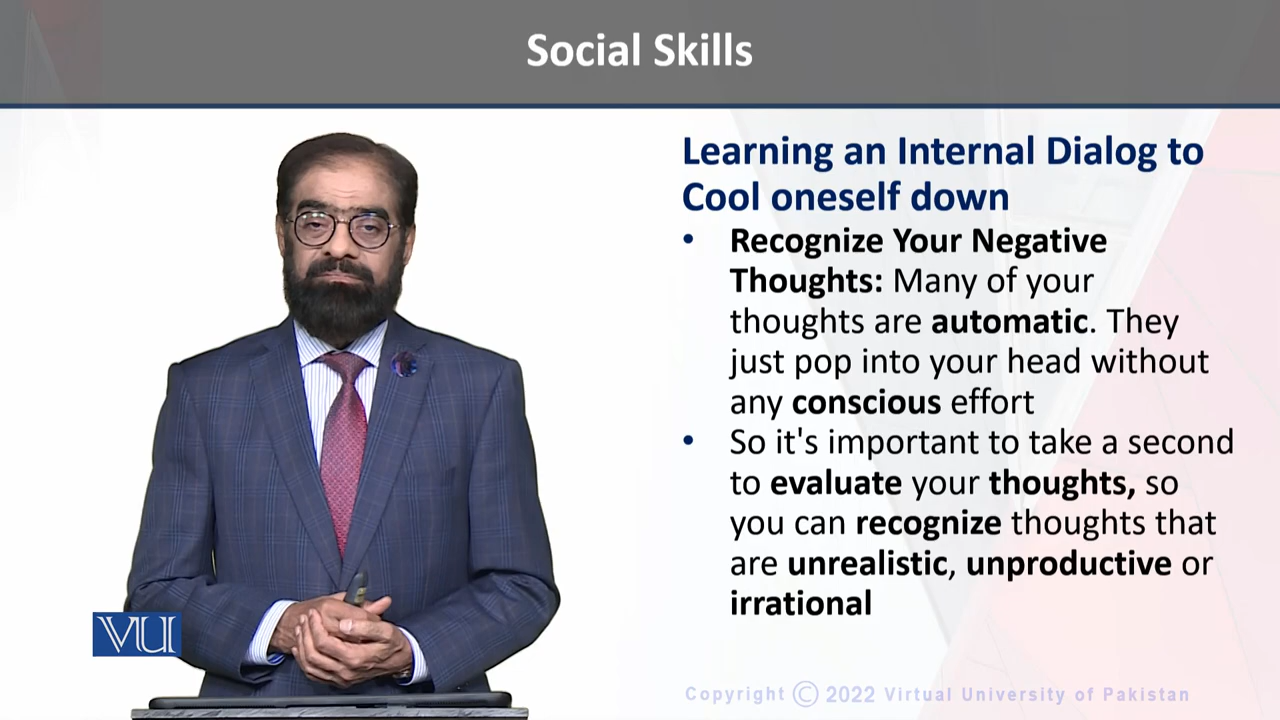 Social Skills
Learning an Internal Dialog to
Cool oneself down
• Recognize Your Negative
Thoughts: Many of your
thoughts are automatic. They
just pop into your head without
any conscious effort
• So it's important to take a second
to evaluate your thoughts, so
you can recognize thoughts that
are unrealistic, unproductive or
irrational
VU
Copyright © 2022 Virtual University of Pakistan